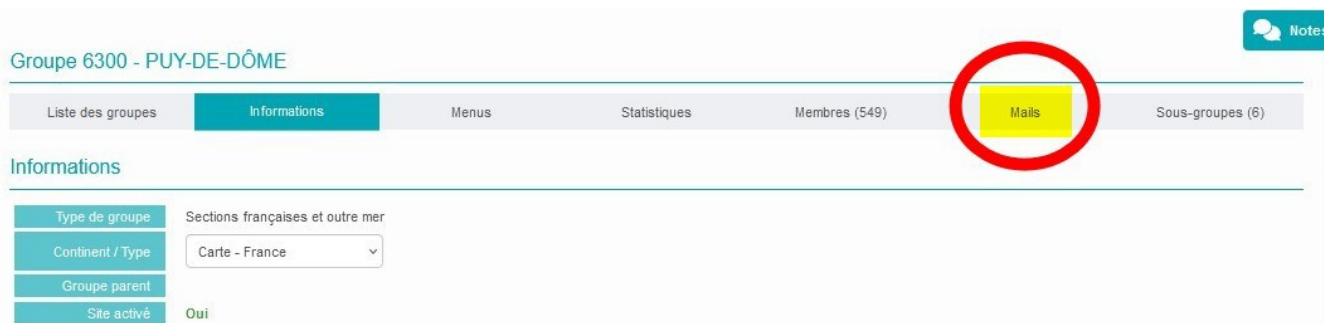 Notes
Groupe 6300 - PUY-DE-DÔME
Liste des groupes Informations Menus Statistiques Membres (549) Mails Sous-groupes (6)
Informations
Type de groupe Sections françaises et outre mer
Continent / Type Carte - France
Groupe parent
Site activé Oui